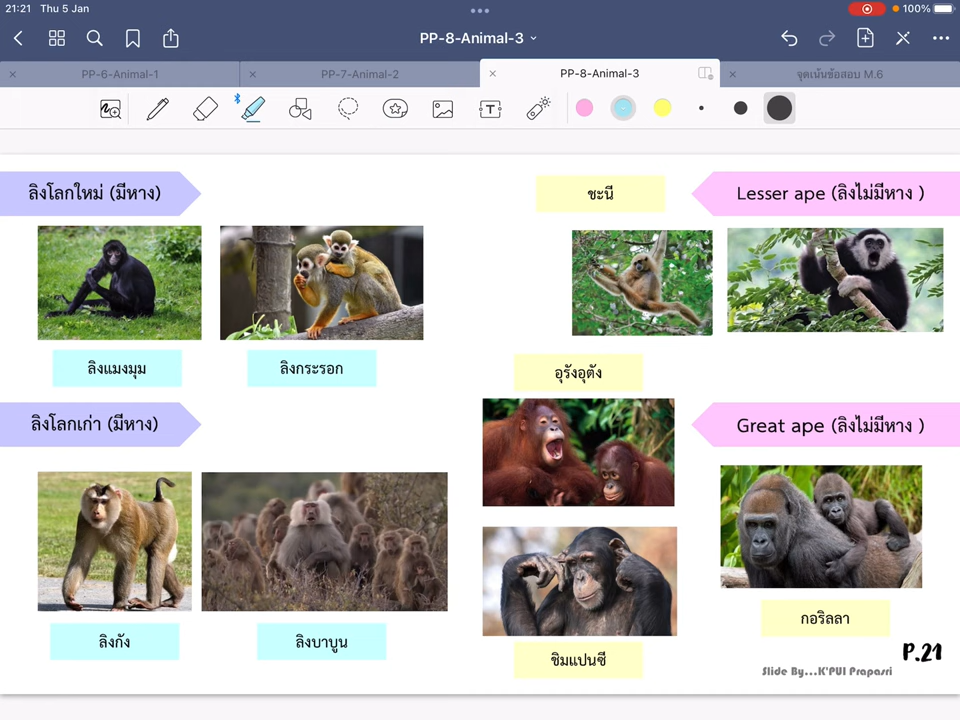 21:21 Thu 5 Jan
100%
PP-8-Animal-3
PP-6-Animal-1
PP-7-Animal-2
PP-8-Animal-3
จุดเน้นข้อสอบ M.6
ลิงโลกใหม่ (มีหาง)
ชะนี
Lesser ape (ลิงไม่มีหาง )
ลิงแมงมุม
ลิงกระรอก
อุรังอุตัง
ลิงโลกเก่า (มีหาง)
Great ape (ลิงไม่มีหาง )
ลิงกัง
ลิงบาบูน
ชิมแปนซี
กอริลลา
P.21
Slide By...K'PUI Prapasri